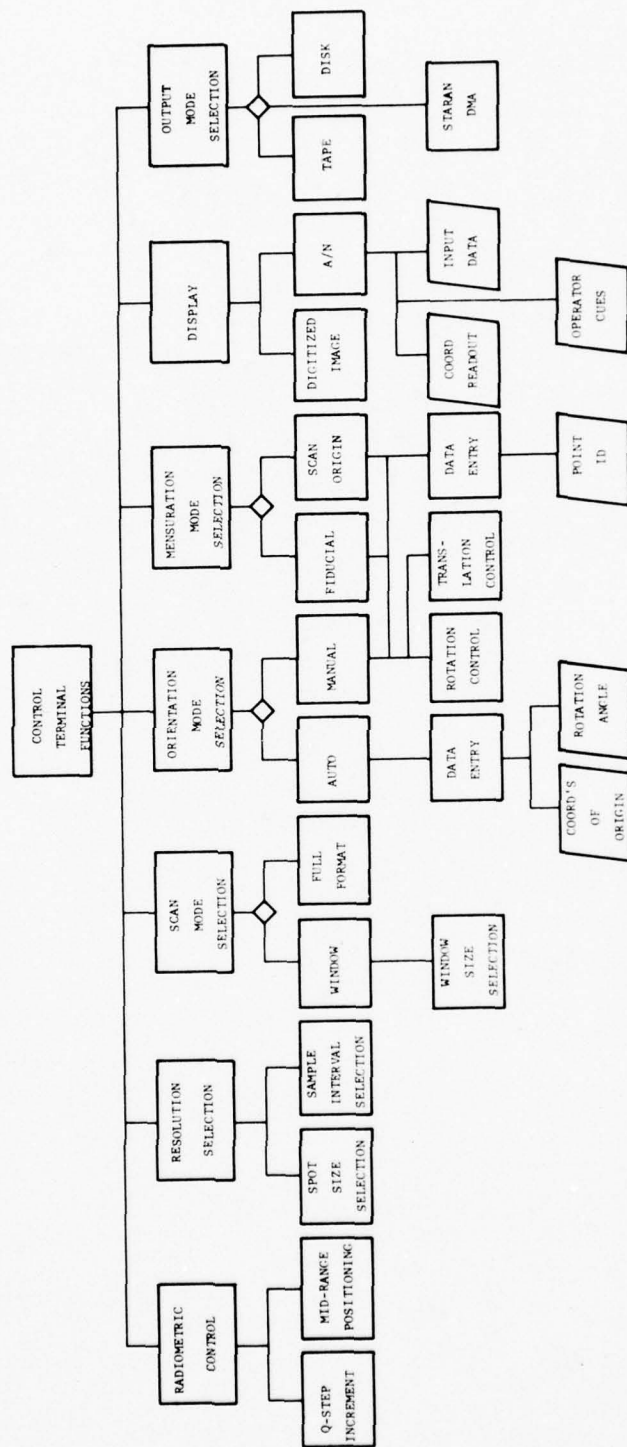 CONTROL
TERMINAL
FUNCTIONS
RADIOMETRIC
CONTROL
RESOLUTION
SELECTION
SCAN
MODE
SELECTION
ORIENTATION
MODE
SELECTION
MENSURATION
MODE
SELECTION
DISPLAY
OUTPUT
MODE
SELECTION
Q-STEP
INCREMENT
MID-RANGE
POSITIONING
SPOT
SIZE
SELECTION
SAMPLE
INTERVAL
SELECTION
WINDOW
FULL
FORMAT
AUTO
MANUAL
FIDUCIAL
SCAN
ORIGIN
DIGITIZED
IMAGE
A/N
TAPE
DISK
WINDOW
SIZE
SELECTION
DATA
ENTRY
ROTATION
CONTROL
TRANS-
LATION
CONTROL
DATA
ENTRY
COORD
READOUT
INPUT
DATA
STARAN
DMA
COORD'S
OF
ORIGIN
ROTATION
ANGLE
POINT
ID
OPERATOR
CUES